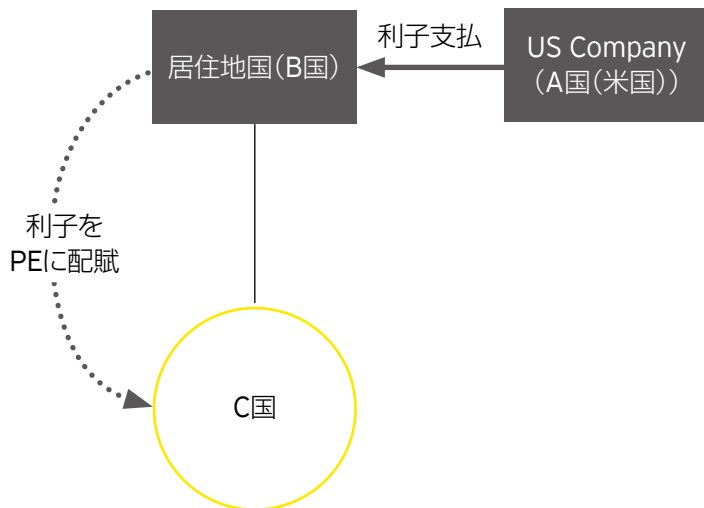 利子支払
US Company
（A国（米国））
居住地国（B国）
利子を
PEに配賦
C国